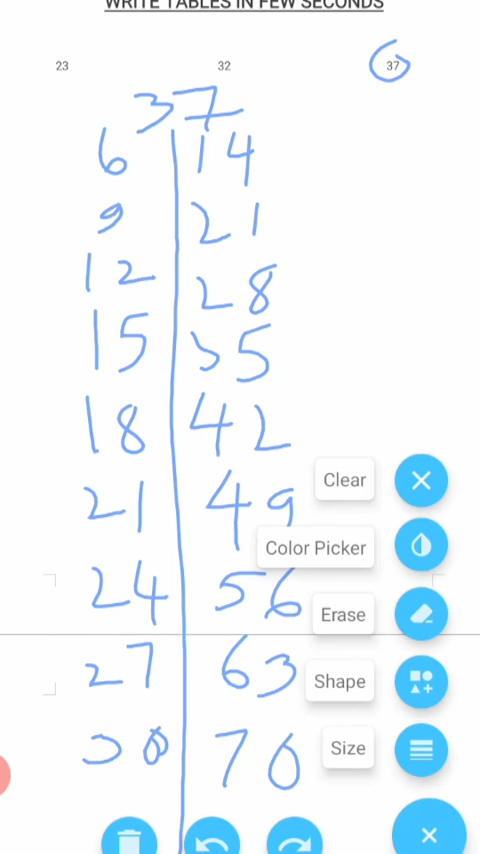 WRITE TABLES IN FEW SECONDS
23 32 37
37
6 14
9 21
12 28
15 35
18 42
21 49
24 56
27 63
30 70
Clear
Color Picker
Erase
Shape
Size